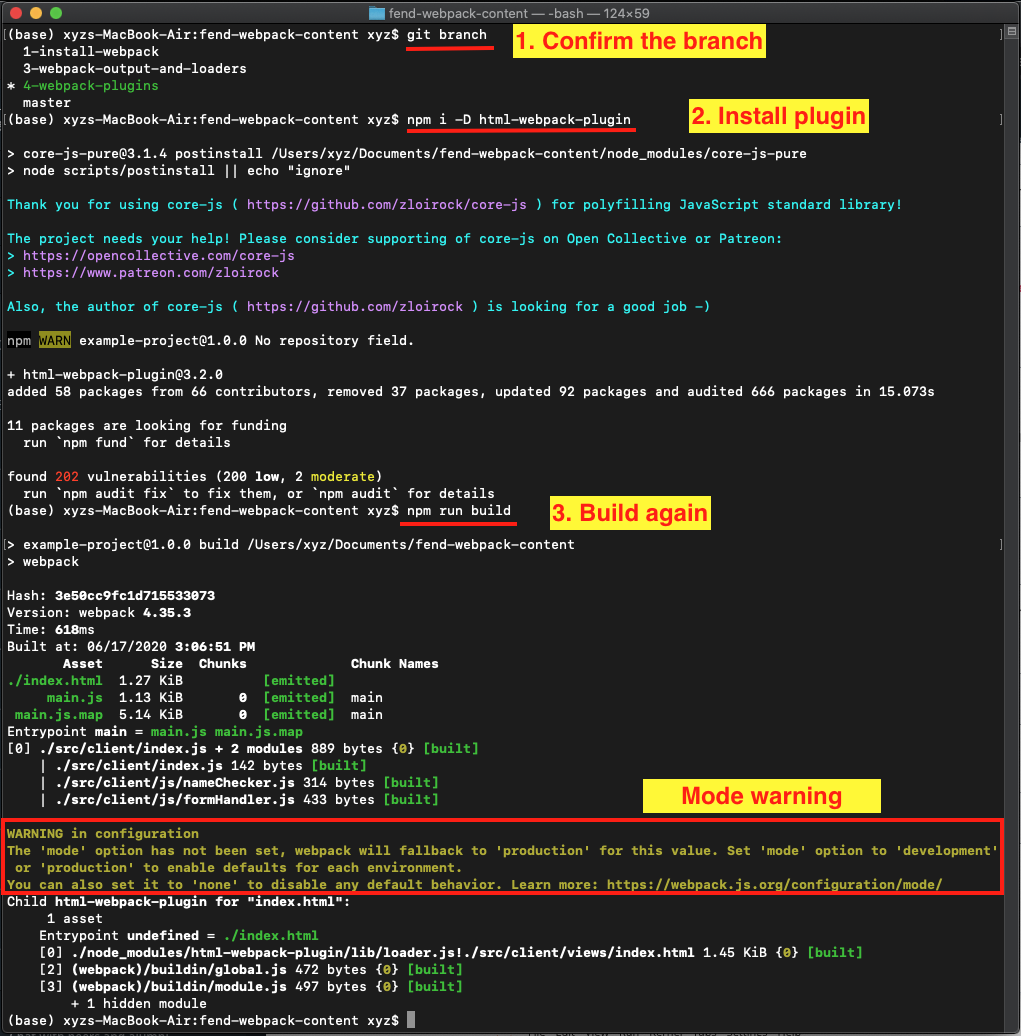 fend-webpack-content — -bash — 124×59
[(base) xyzs-MacBook-Air:fend-webpack-content xyz$ git branch ]
1. Confirm the branch
  1-install-webpack
  3-webpack-output-and-loaders
* 4-webpack-plugins
  master
[(base) xyzs-MacBook-Air:fend-webpack-content xyz$ npm i -D html-webpack-plugin ]
2. Install plugin
> core-js-pure@3.1.4 postinstall /Users/xyz/Documents/fend-webpack-content/node_modules/core-js-pure
> node scripts/postinstall || echo "ignore"
Thank you for using core-js ( https://github.com/zloirock/core-js ) for polyfilling JavaScript standard library!
The project needs your help! Please consider supporting of core-js on Open Collective or Patreon:
> https://opencollective.com/core-js
> https://www.patreon.com/zloirock
Also, the author of core-js ( https://github.com/zloirock ) is looking for a good job -)
npm WARN example-project@1.0.0 No repository field.
+ html-webpack-plugin@3.2.0
added 58 packages from 66 contributors, removed 37 packages, updated 92 packages and audited 666 packages in 15.073s
11 packages are looking for funding
  run `npm fund` for details
found 202 vulnerabilities (200 low, 2 moderate)
  run `npm audit fix` to fix them, or `npm audit` for details
(base) xyzs-MacBook-Air:fend-webpack-content xyz$ npm run build
3. Build again
[> example-project@1.0.0 build /Users/xyz/Documents/fend-webpack-content ]
> webpack
Hash: 3e50cc9fc1d715533073
Version: webpack 4.35.3
Time: 618ms
Built at: 06/17/2020 3:06:51 PM
       Asset      Size  Chunks             Chunk Names
./index.html  1.27 KiB          [emitted]
     main.js  1.13 KiB       0  [emitted]  main
 main.js.map  5.14 KiB       0  [emitted]  main
Entrypoint main = main.js main.js.map
[0] ./src/client/index.js + 2 modules 889 bytes {0} [built]
    | ./src/client/index.js 142 bytes [built]
    | ./src/client/js/nameChecker.js 314 bytes [built]
    | ./src/client/js/formHandler.js 433 bytes [built]
Mode warning
WARNING in configuration
The 'mode' option has not been set, webpack will fallback to 'production' for this value. Set 'mode' option to 'development'
 or 'production' to enable defaults for each environment.
You can also set it to 'none' to disable any default behavior. Learn more: https://webpack.js.org/configuration/mode/
Child html-webpack-plugin for "index.html":
     1 asset
    Entrypoint undefined = ./index.html
    [0] ./node_modules/html-webpack-plugin/lib/loader.js!./src/client/views/index.html 1.45 KiB {0} [built]
    [2] (webpack)/buildin/global.js 472 bytes {0} [built]
    [3] (webpack)/buildin/module.js 497 bytes {0} [built]
        + 1 hidden module
(base) xyzs-MacBook-Air:fend-webpack-content xyz$